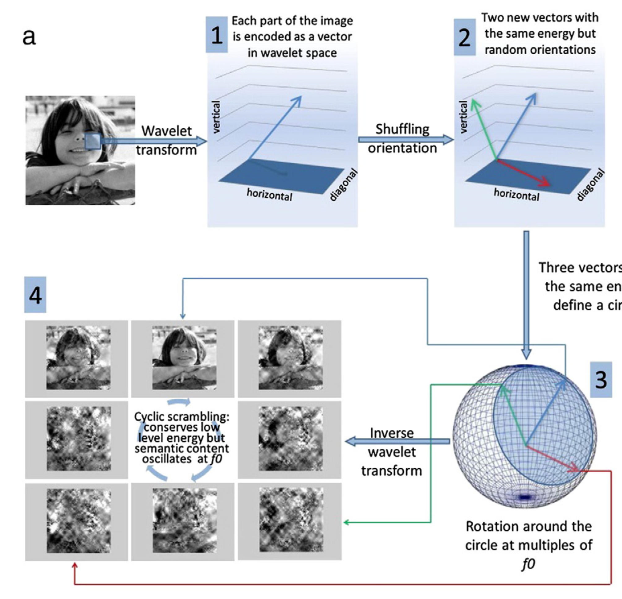 a
1
Each part of the image
is encoded as a vector
in wavelet space
2
Two new vectors with
the same energy but
random orientations
Wavelet
transform
vertical
horizontal
diagonal
Shuffling
orientation
vertical
horizontal
diagonal
Three vectors
the same en
define a cir
4
3
Cyclic scrambling:
conserves low
level energy but
semantic content
oscillates at f0
Inverse
wavelet
transform
Rotation around the
circle at multiples of
f0